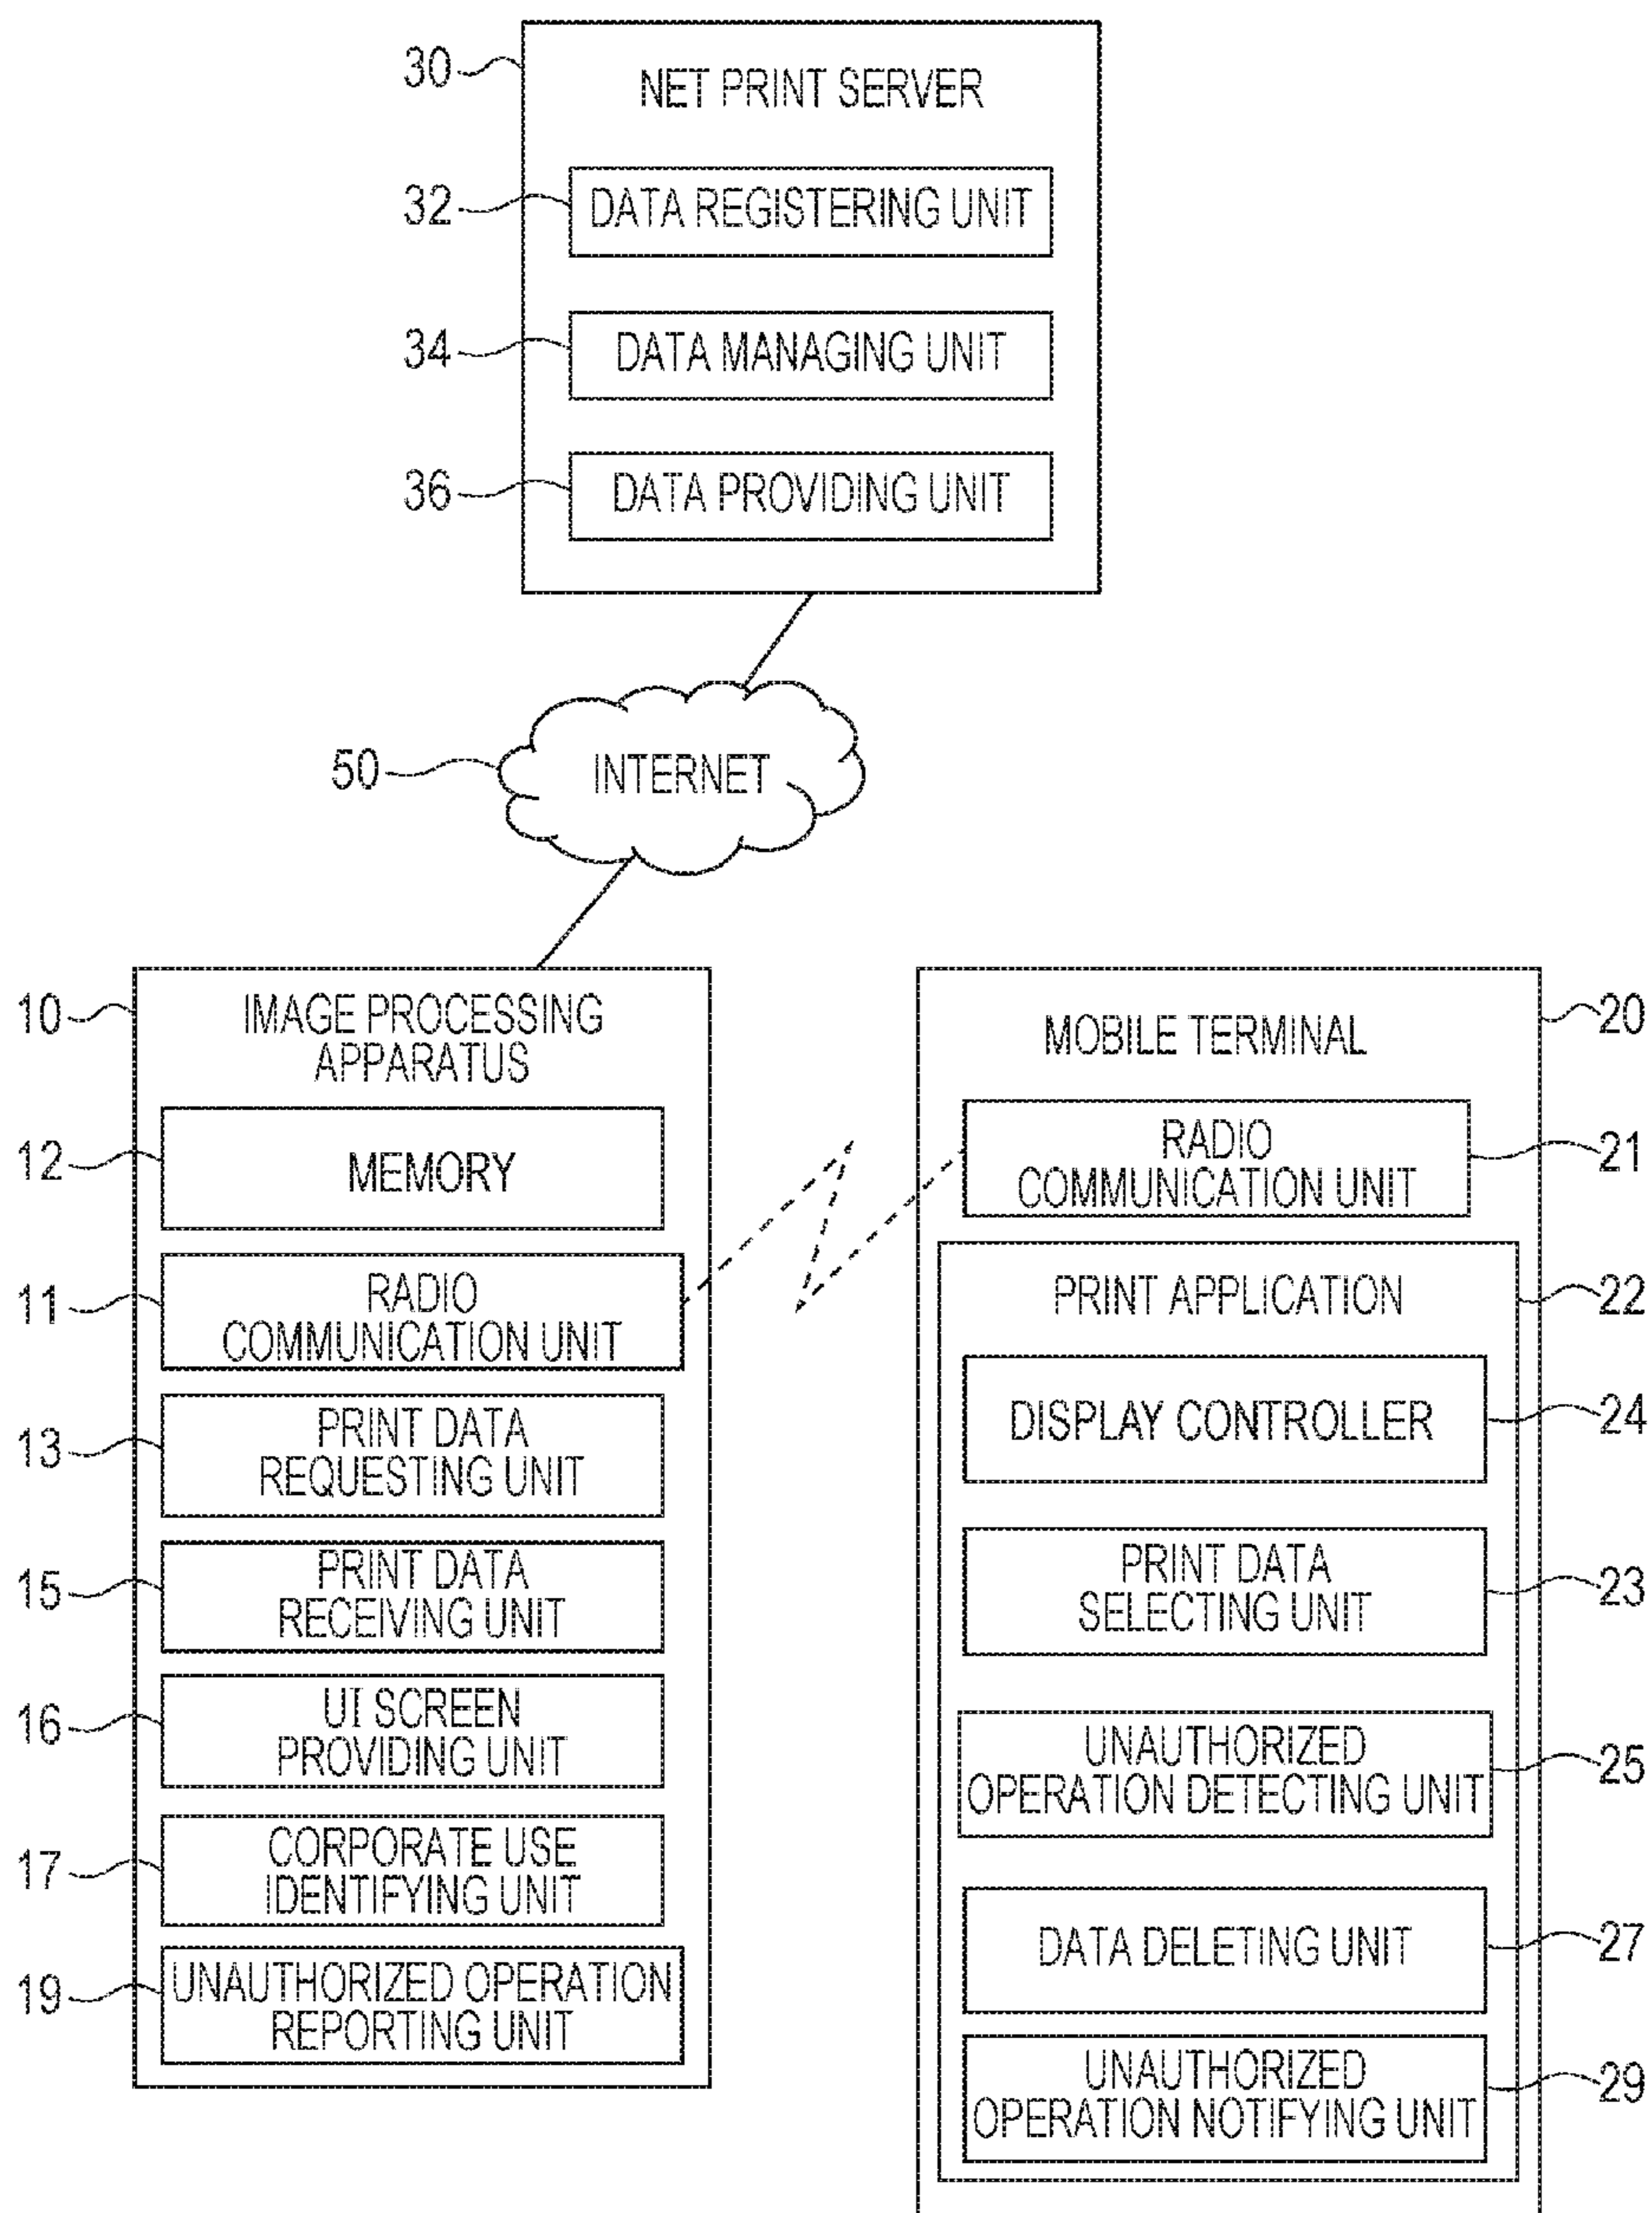 30
NET PRINT SERVER
32
DATA REGISTERING UNIT
34
DATA MANAGING UNIT
36
DATA PROVIDING UNIT
50
INTERNET
10
IMAGE PROCESSING
APPARATUS
12
MEMORY
11
RADIO
COMMUNICATION UNIT
13
PRINT DATA
REQUESTING UNIT
15
PRINT DATA
RECEIVING UNIT
16
UI SCREEN
PROVIDING UNIT
17
CORPORATE USE
IDENTIFYING UNIT
19
UNAUTHORIZED OPERATION
REPORTING UNIT
MOBILE TERMINAL
20
RADIO
COMMUNICATION UNIT
21
PRINT APPLICATION
22
DISPLAY CONTROLLER
24
PRINT DATA
SELECTING UNIT
23
UNAUTHORIZED
OPERATION DETECTING UNIT
25
DATA DELETING UNIT
27
UNAUTHORIZED
OPERATION NOTIFYING UNIT
29